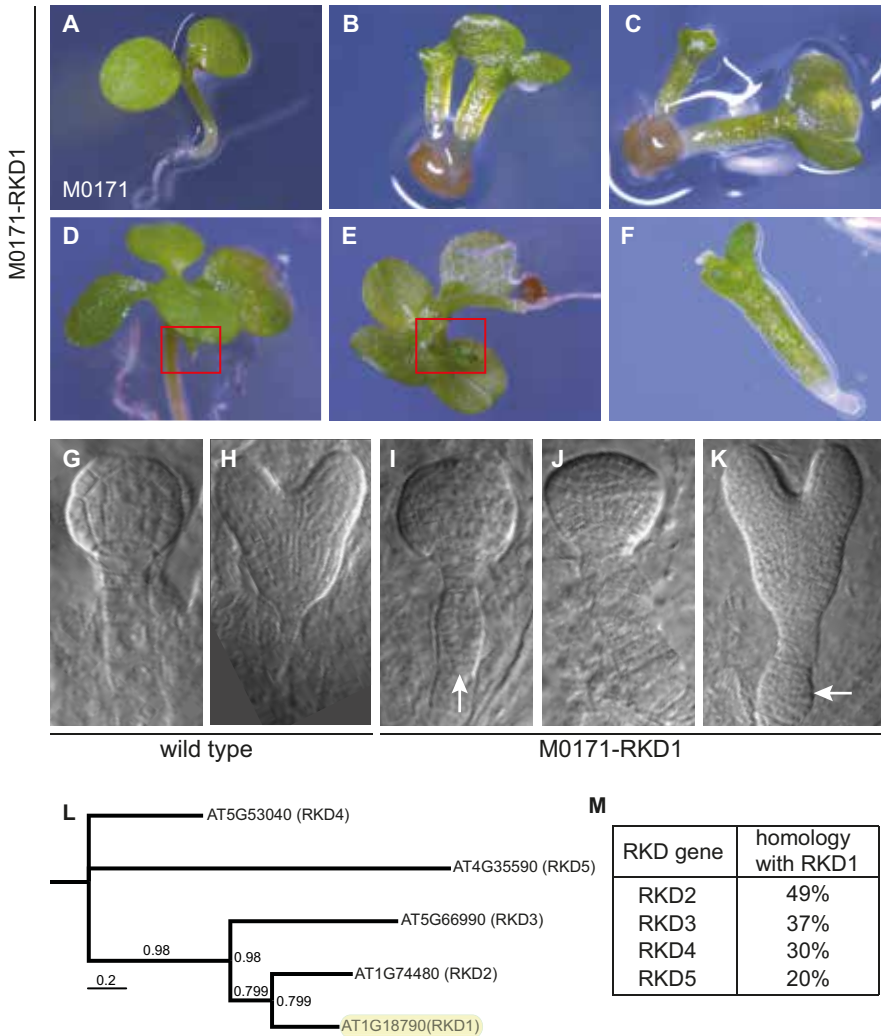 M0171-RKD1
A
B
C
M0171
D
E
F
G
H
I
J
K
wild type
M0171-RKD1
L
AT5G53040 (RKD4)
AT4G35590 (RKD5)
AT5G66990 (RKD3)
0.98
0.98
AT1G74480 (RKD2)
0.2
0.799
0.799
AT1G18790(RKD1)
M
RKD gene
homology
with RKD1
RKD2 49%
RKD3 37%
RKD4 30%
RKD5 20%